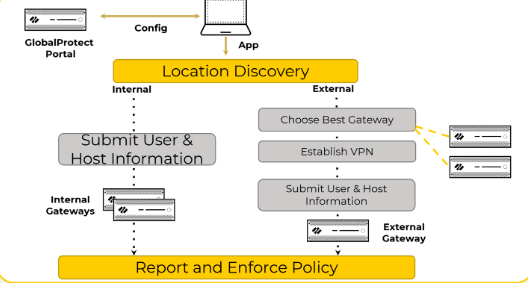 Config
App
GlobalProtect
Portal
Location Discovery
Internal
External
Choose Best Gateway
Submit User &
Host Information
Establish VPN
Submit User & Host
Information
Internal
Gateways
External
Gateway
Report and Enforce Policy